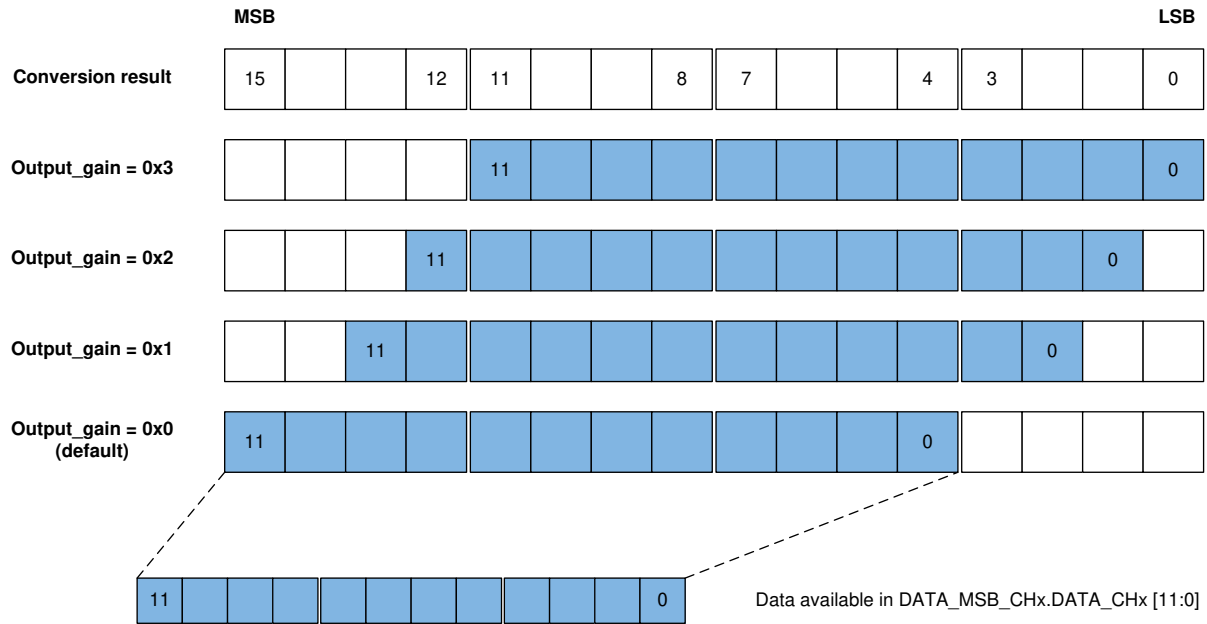 MSB LSB
Conversion result 15 12 11 8 7 4 3 0
Output_gain = 0x3 11 0
Output_gain = 0x2 11 0
Output_gain = 0x1 11 0
Output_gain = 0x0
(default) 11 0
11 0 Data available in DATA_MSB_CHx.DATA_CHx [11:0]